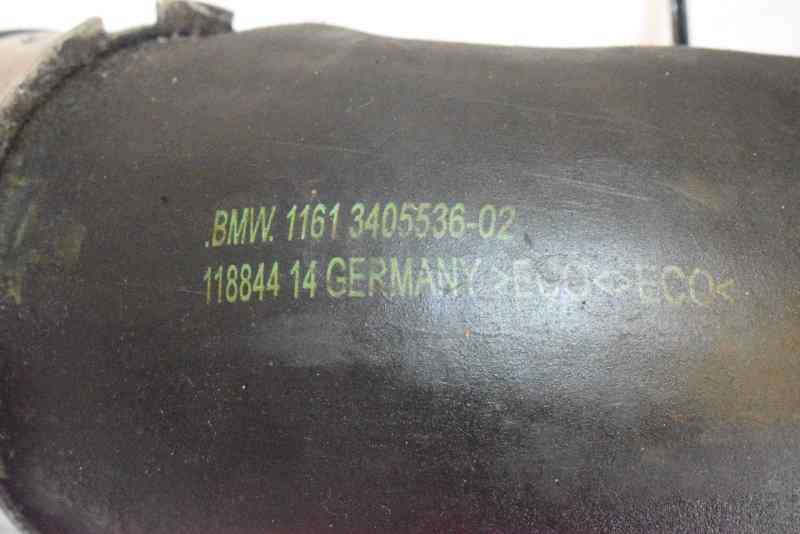 .BMW. 1161 3405536-02
118844 14 GERMANY >ECO<>ECO<